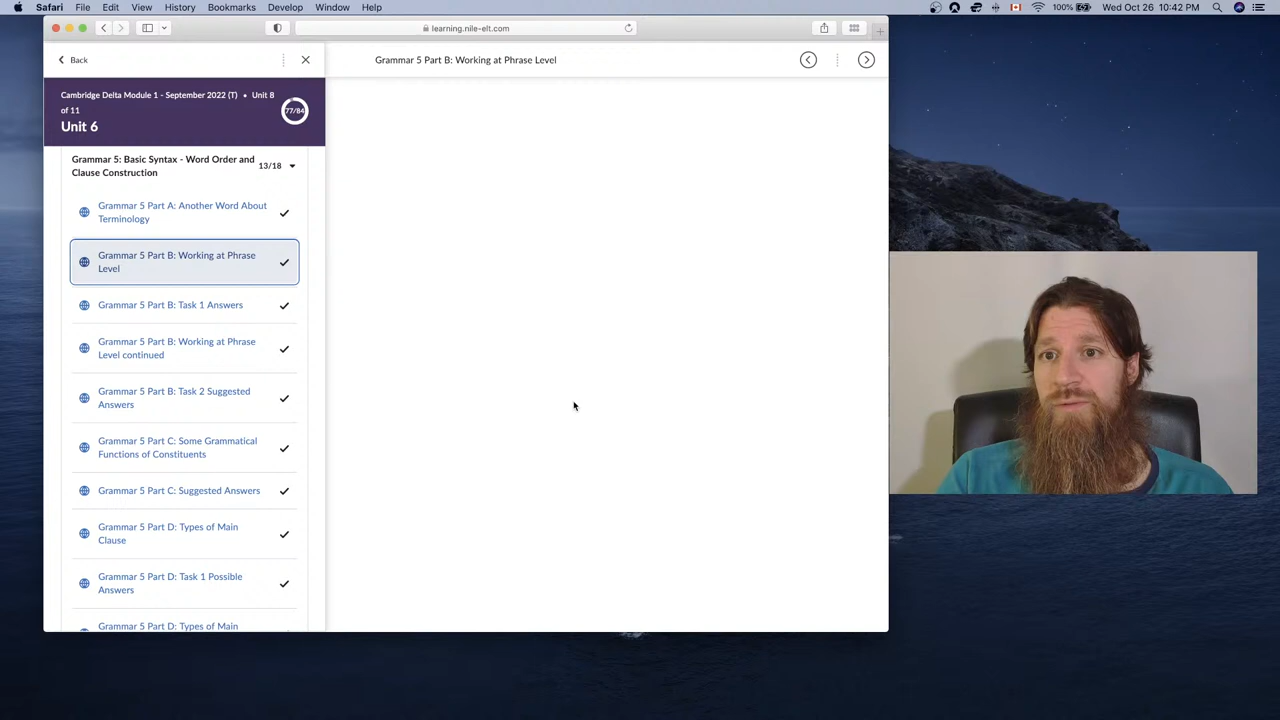 Safari File Edit View History Bookmarks Develop Window Help 100% Wed Oct 26 10:42 PM
learning.nile-elt.com
Back
Grammar 5 Part B: Working at Phrase Level
Cambridge Delta Module 1 - September 2022 (T) • Unit 8
of 11
77/84
Unit 6
Grammar 5: Basic Syntax - Word Order and
Clause Construction
13/18
Grammar 5 Part A: Another Word About
Terminology
Grammar 5 Part B: Working at Phrase
Level
Grammar 5 Part B: Task 1 Answers
Grammar 5 Part B: Working at Phrase
Level continued
Grammar 5 Part B: Task 2 Suggested
Answers
Grammar 5 Part C: Some Grammatical
Functions of Constituents
Grammar 5 Part C: Suggested Answers
Grammar 5 Part D: Types of Main
Clause
Grammar 5 Part D: Task 1 Possible
Answers
Grammar 5 Part D: Types of Main